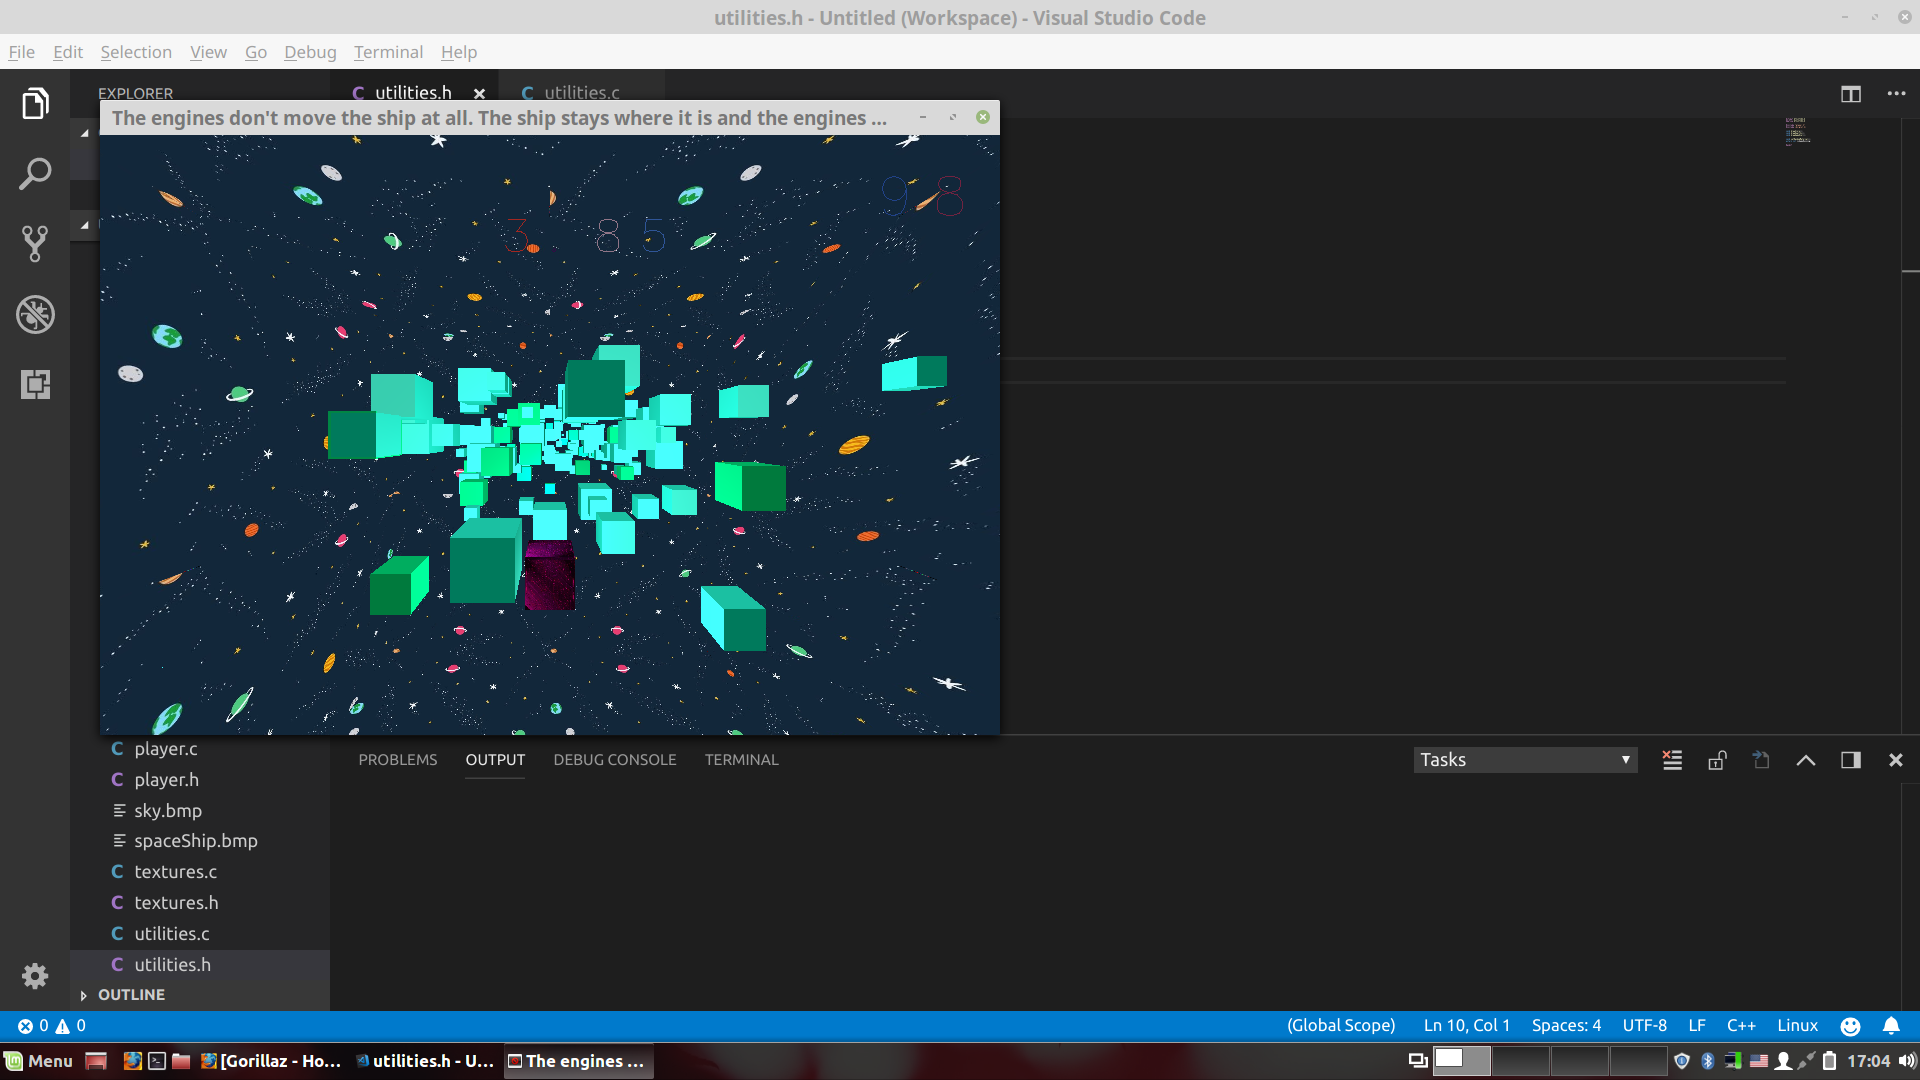 utilities.h - Untitled (Workspace) - Visual Studio Code
File Edit Selection View Go Debug Terminal Help
EXPLORER
utilities.h
utilities.c
The engines don't move the ship at all. The ship stays where it is and the engines ...
9 8
3 8 5
player.c
player.h
sky.bmp
spaceShip.bmp
textures.c
textures.h
utilities.c
utilities.h
OUTLINE
PROBLEMS OUTPUT DEBUG CONSOLE TERMINAL
Tasks
0 0
(Global Scope) Ln 10, Col 1 Spaces: 4 UTF-8 LF C++ Linux
Menu
[Gorillaz - Ho...
utilities.h - U...
The engines ...
17:04